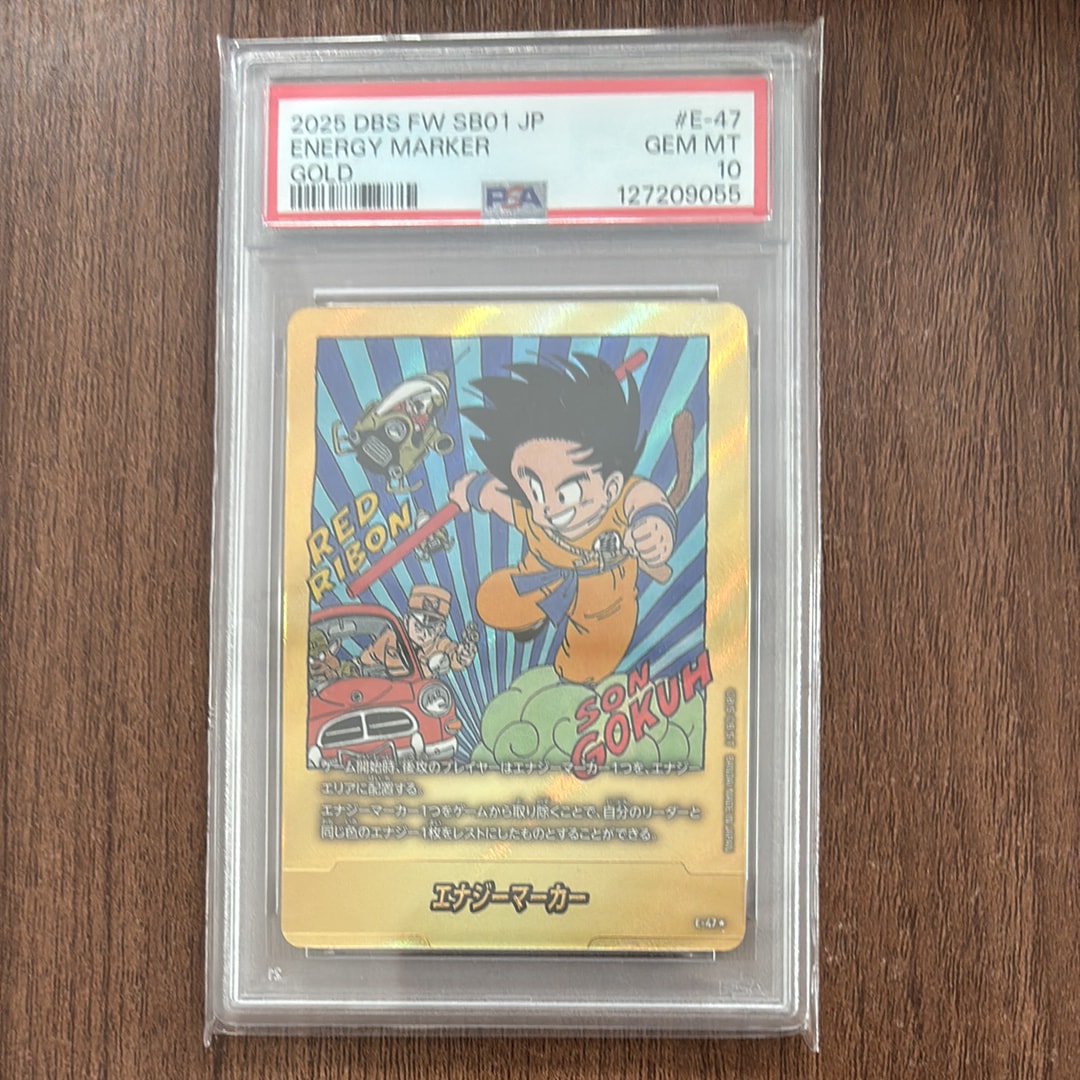 2025 DBS FW SB01 JP #E-47
ENERGY MARKER GEM MT
GOLD 10
PSA 127209055
RED
RIBON
SON
GOKUH
ゲーム開始時、後攻のプレイヤーはエナジーマーカー1つを、エナジー
エリアに配置する。
エナジーマーカー1つをゲームから取り除くことで、自分のリーダーと
同じ色のエナジー1枚をレストにしたものとすることができる。
エナジーマーカー
E-47★
PSA